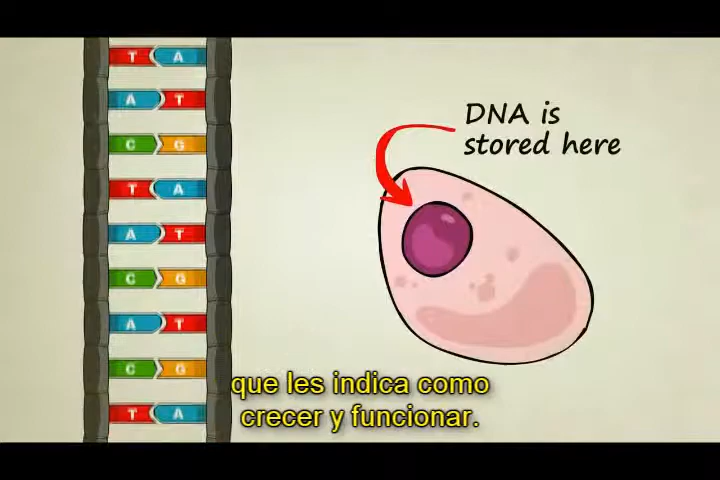 T A
A T
C G
T A
A T
C G
A T
C G
T A
DNA is
stored here
que les indica como
crecer y funcionar.